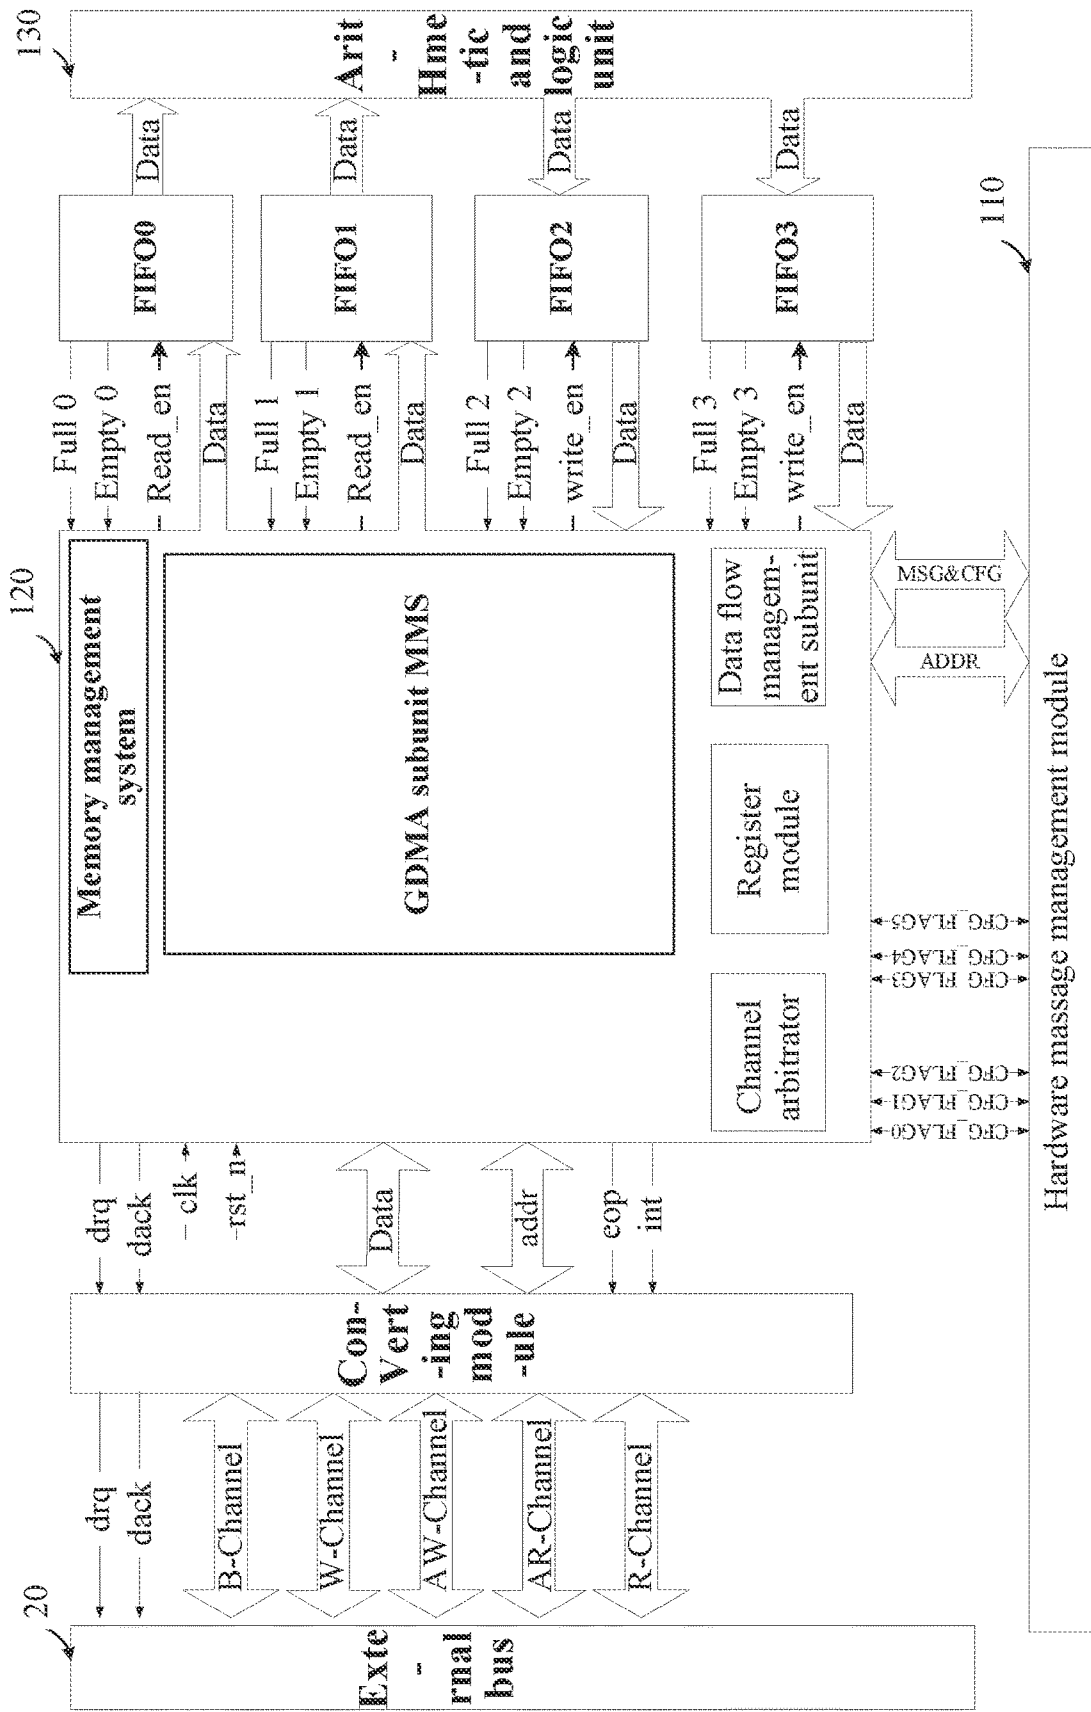 20
Exte
-
rnal
bus
drq
dack
B-Channel
W-Channel
AW-Channel
AR-Channel
R-Channel
Con-
Vert
-ing
mod
-ule
drq
dack
clk
rst_n
Data
addr
eop
int
120
Memory management
system
GDMA subunit MMS
Channel
arbitrator
Register
module
Data flow
managem-
ent subunit
Full 0
Empty 0
Read_en
Data
Full 1
Empty 1
Read_en
Data
Full 2
Empty 2
write_en
Data
Full 3
Empty 3
write_en
Data
FIFO0
FIFO1
FIFO2
FIFO3
Data
Data
Data
Data
130
Arit
-
Hme
-tic
and
logic
unit
CFG_FLAG0
CFG_FLAG1
CFG_FLAG2
CFG_FLAG3
CFG_FLAG4
CFG_FLAG5
ADDR
MSG&CFG
110
Hardware massage management module